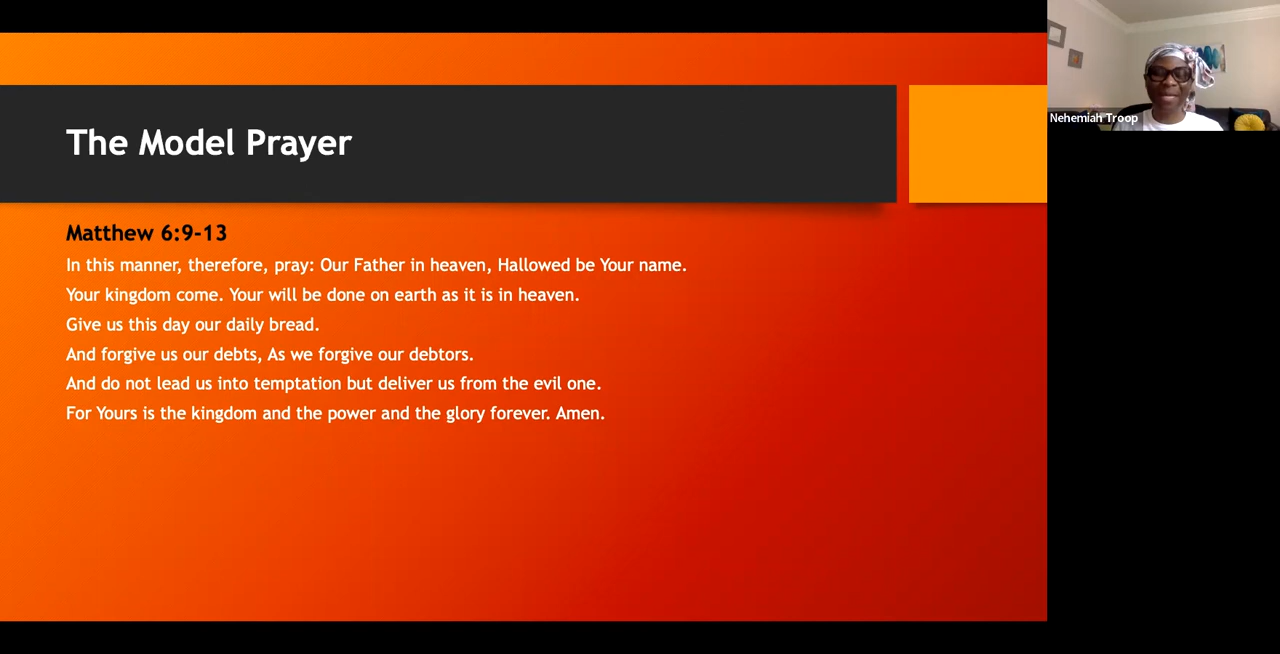 The Model Prayer
Matthew 6:9-13
In this manner, therefore, pray: Our Father in heaven, Hallowed be Your name.
Your kingdom come. Your will be done on earth as it is in heaven.
Give us this day our daily bread.
And forgive us our debts, As we forgive our debtors.
And do not lead us into temptation but deliver us from the evil one.
For Yours is the kingdom and the power and the glory forever. Amen.
Nehemiah Troop